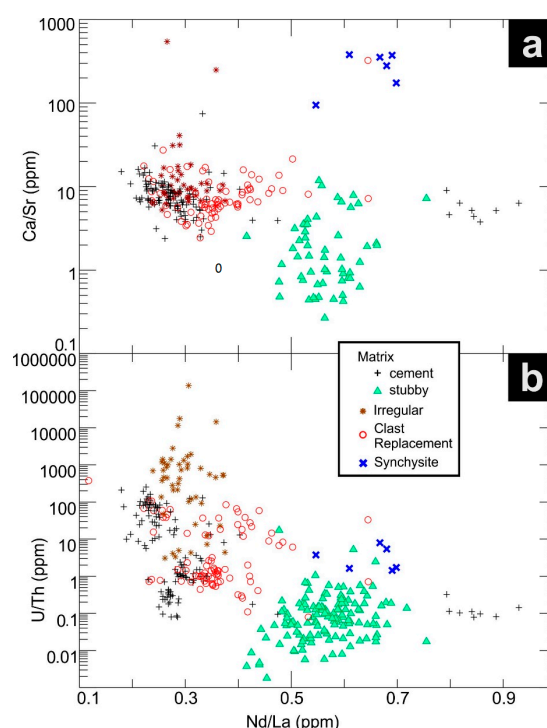 1000
a
100
Ca/Sr (ppm)
10
0
1
0.1
1000000
Matrix
b
cement
100000
stubby
10000
Irregular
Clast
Replacement
1000
Synchysite
100
U/Th (ppm)
10
1
0.1
0.01
0.1
0.3
0.5
0.7
0.9
Nd/La (ppm)